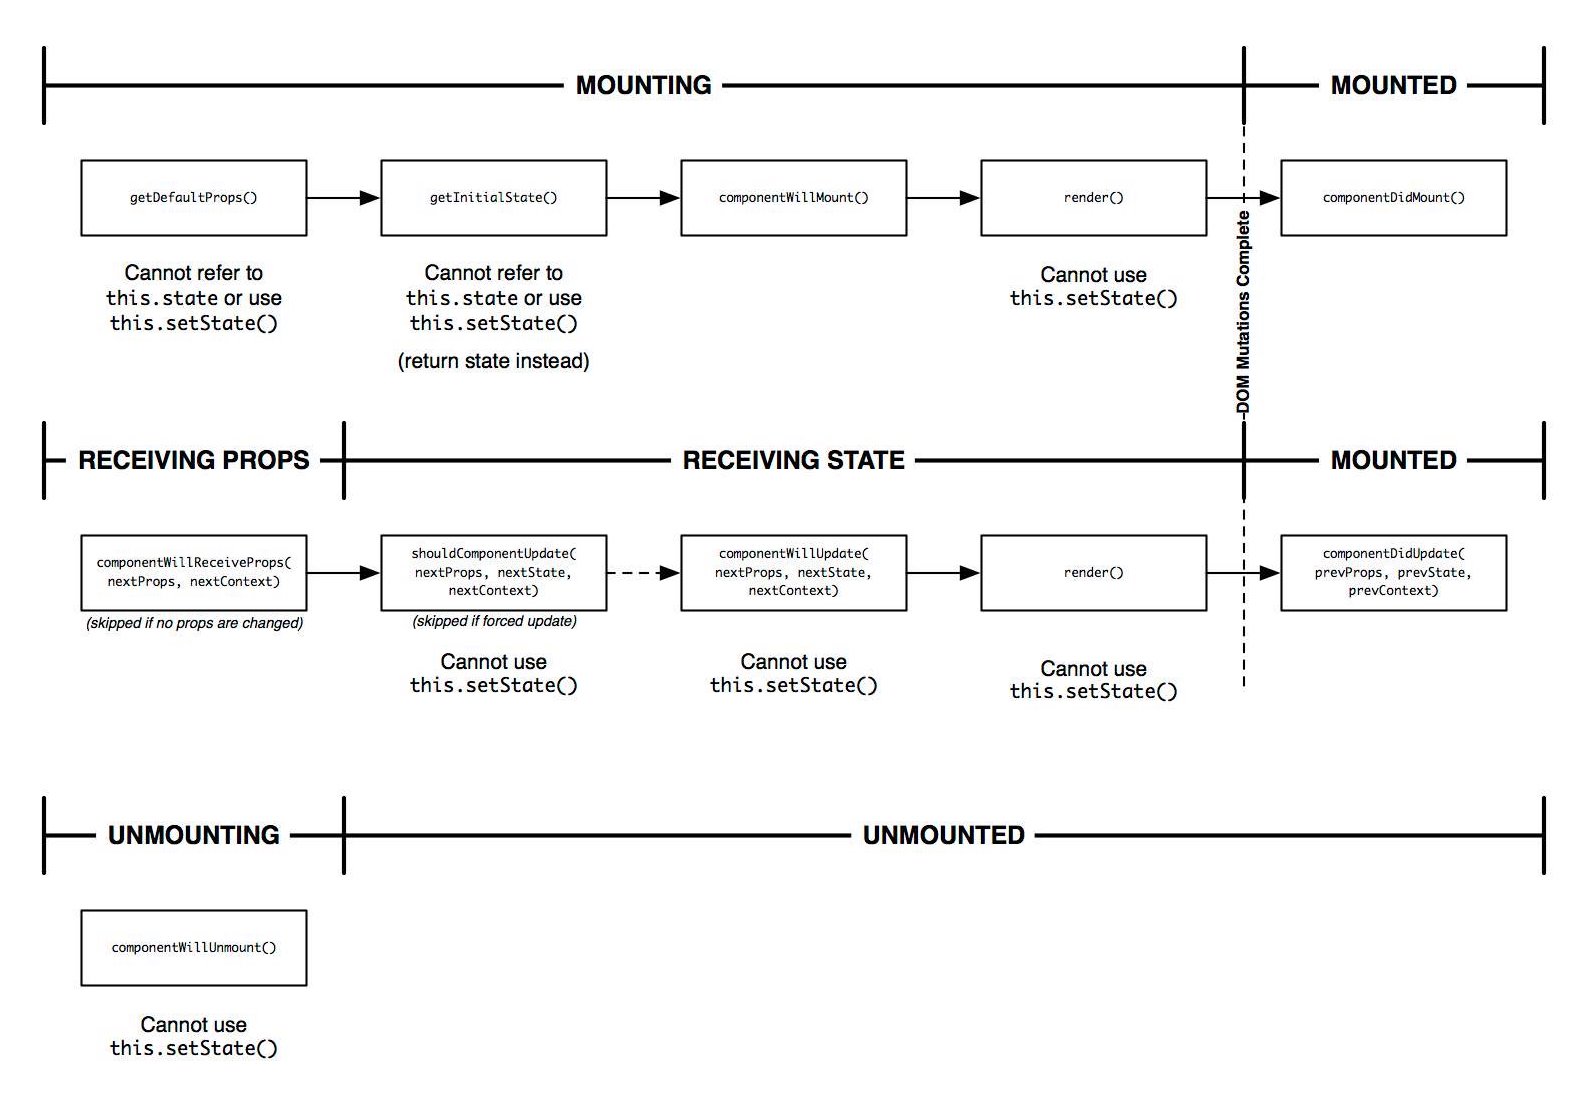 MOUNTING
MOUNTED
getDefaultProps()
getInitialState()
componentWillMount()
render()
componentDidMount()
Cannot refer to
this.state or use
this.setState()
Cannot refer to
this.state or use
this.setState()
(return state instead)
Cannot use
this.setState()
DOM Mutations Complete
RECEIVING PROPS
RECEIVING STATE
MOUNTED
componentWillReceiveProps(
nextProps, nextContext)
(skipped if no props are changed)
shouldComponentUpdate(
nextProps, nextState,
nextContext)
(skipped if forced update)
componentWillUpdate(
nextProps, nextState,
nextContext)
render()
componentDidUpdate(
prevProps, prevState,
prevContext)
Cannot use
this.setState()
Cannot use
this.setState()
Cannot use
this.setState()
UNMOUNTING
UNMOUNTED
componentWillUnmount()
Cannot use
this.setState()